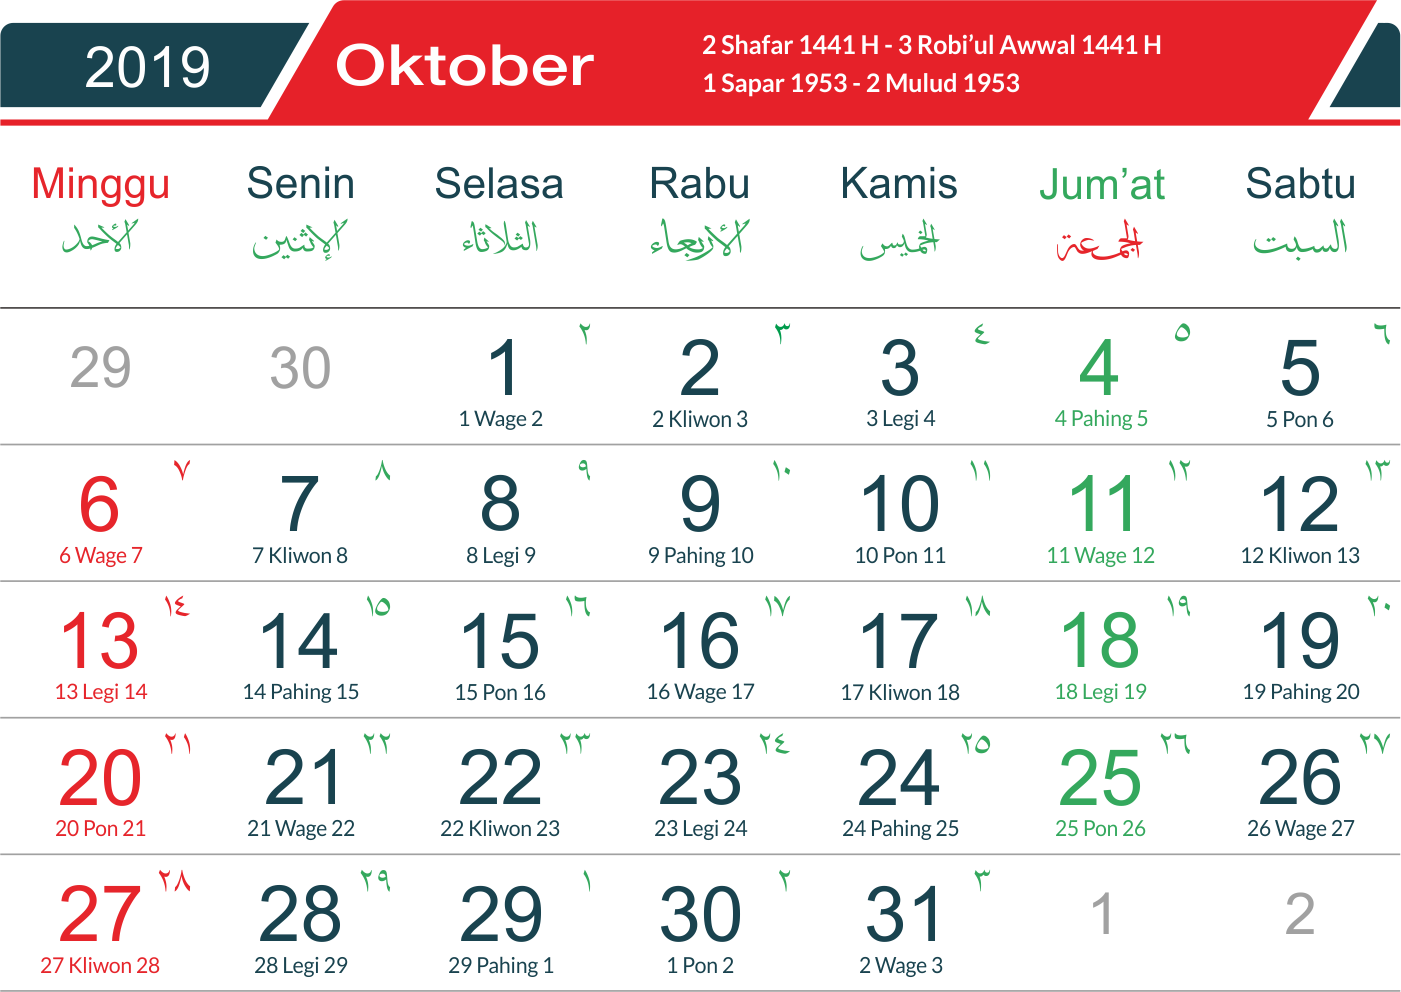 2019
Oktober
2 Shafar 1441 H - 3 Robi’ul Awwal 1441 H
1 Sapar 1953 - 2 Mulud 1953
Minggu Senin Selasa Rabu Kamis Jum’at Sabtu
الأحد الإثنين الثلاثاء الأربعاء الخميس الجمعة السبت
٢ ٣ ٤ ٥ ٦
29 30 1 2 3 4 5
1 Wage 2 2 Kliwon 3 3 Legi 4 4 Pahing 5 5 Pon 6
٧ ٨ ٩ ١٠ ١١ ١٢ ١٣
6 7 8 9 10 11 12
6 Wage 7 7 Kliwon 8 8 Legi 9 9 Pahing 10 10 Pon 11 11 Wage 12 12 Kliwon 13
١٤ ١٥ ١٦ ١٧ ١٨ ١٩ ٢٠
13 14 15 16 17 18 19
13 Legi 14 14 Pahing 15 15 Pon 16 16 Wage 17 17 Kliwon 18 18 Legi 19 19 Pahing 20
٢١ ٢٢ ٢٣ ٢٤ ٢٥ ٢٦ ٢٧
20 21 22 23 24 25 26
20 Pon 21 21 Wage 22 22 Kliwon 23 23 Legi 24 24 Pahing 25 25 Pon 26 26 Wage 27
٢٨ ٢٩ ١ ٢ ٣
27 28 29 30 31 1 2
27 Kliwon 28 28 Legi 29 29 Pahing 1 1 Pon 2 2 Wage 3